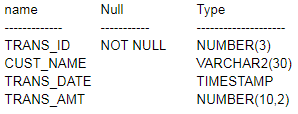 name Null Type
------------- ----------- -------------------
TRANS_ID NOT NULL NUMBER(3)
CUST_NAME VARCHAR2(30)
TRANS_DATE TIMESTAMP
TRANS_AMT NUMBER(10,2)